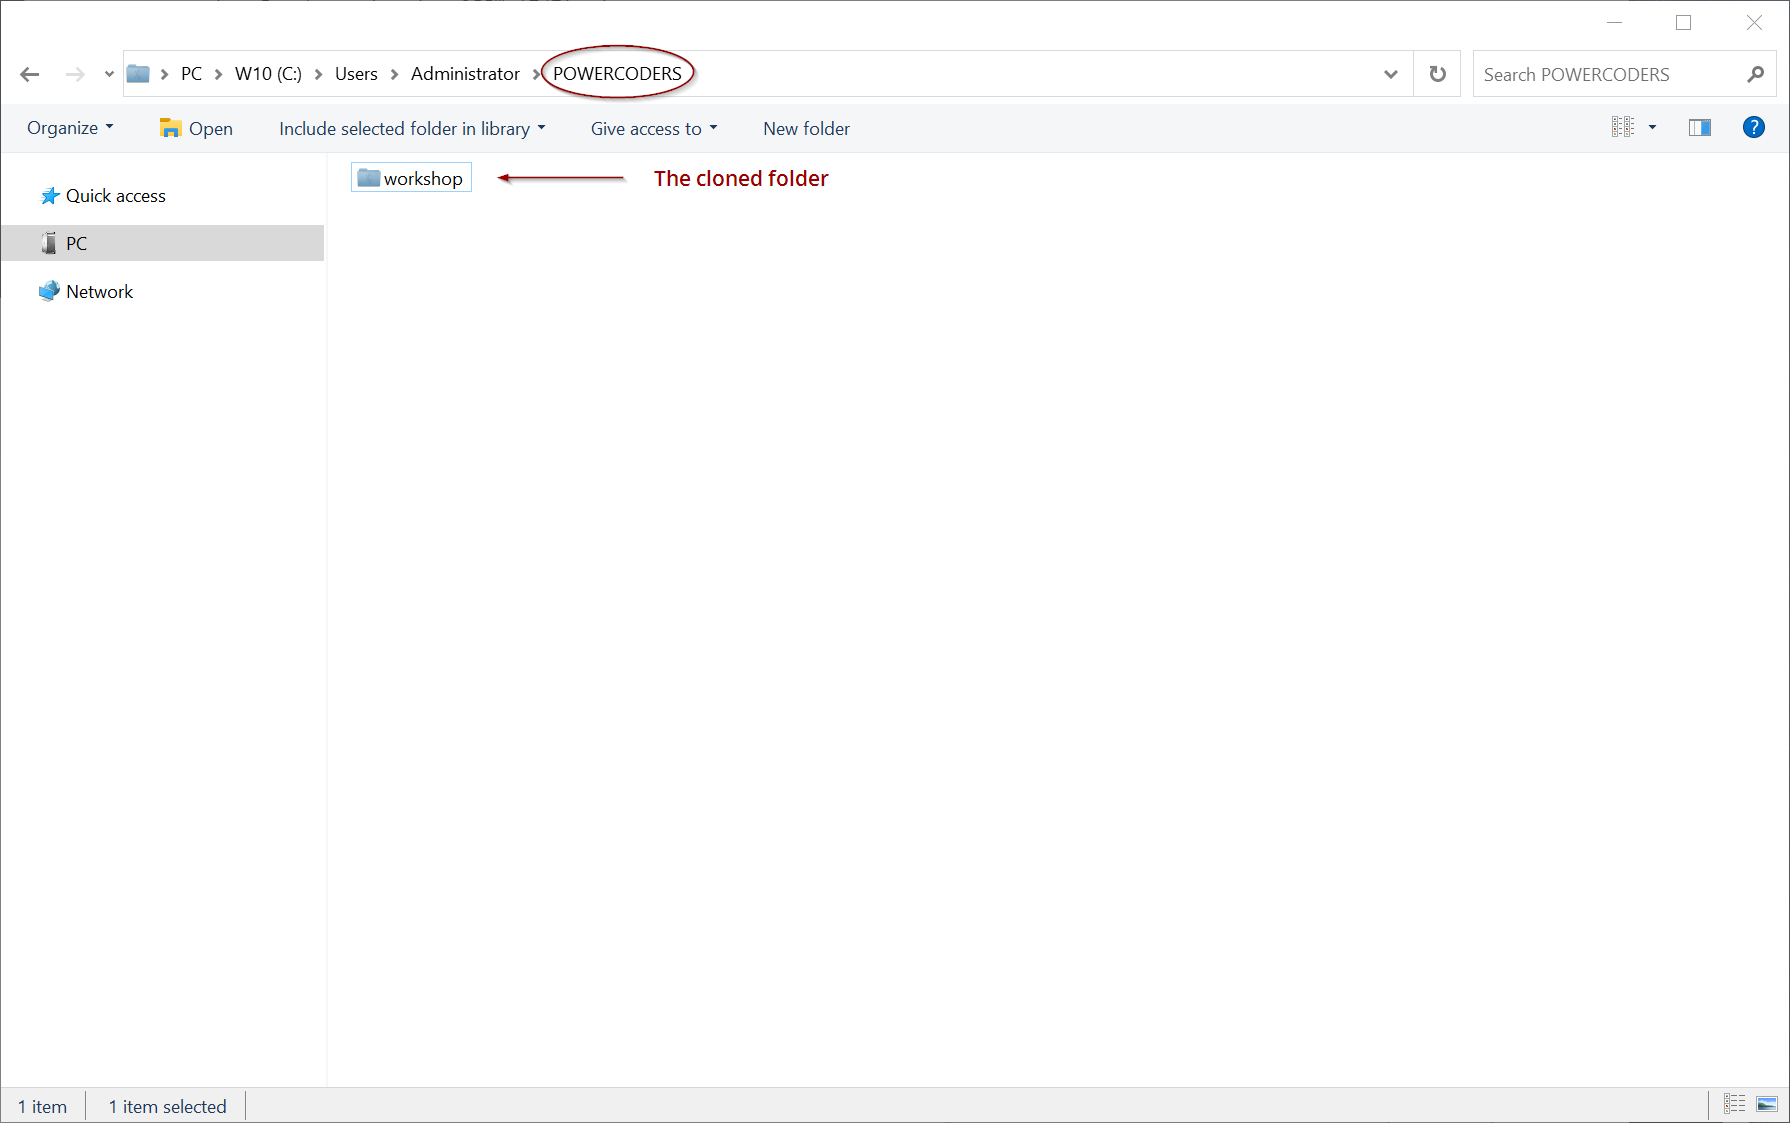 PC W10 (C:) Users Administrator POWERCODERS
Search POWERCODERS
Organize Open Include selected folder in library Give access to New folder
?
workshop
The cloned folder
Quick access
PC
Network
1 item 1 item selected